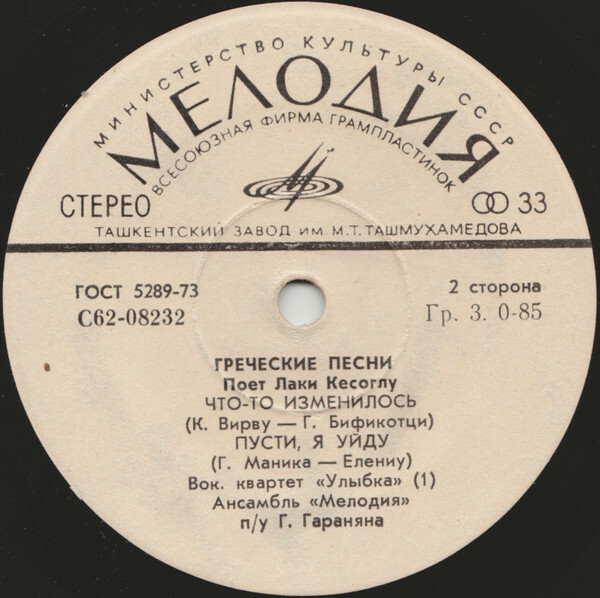 МИНИСТЕРСТВО КУЛЬТУРЫ СССР
МЕЛОДИЯ
ВСЕСОЮЗНАЯ ФИРМА ГРАМПЛАСТИНОК
СТЕРЕО
33
ТАШКЕНТСКИЙ ЗАВОД ИМ. М.Т. ТАШМУХАМЕДОВА
ГОСТ 5289-73
2 сторона
С62-08232
Гр. 3. 0-85
ГРЕЧЕСКИЕ ПЕСНИ
Поет Лаки Кесоглу
ЧТО-ТО ИЗМЕНИЛОСЬ
(К. Вирву — Г. Бификотци)
ПУСТИ, Я УЙДУ
(Г. Маника — Елениу)
Вок. квартет «Улыбка» (1)
Ансамбль «Мелодия»
п/у Г. Гараняна